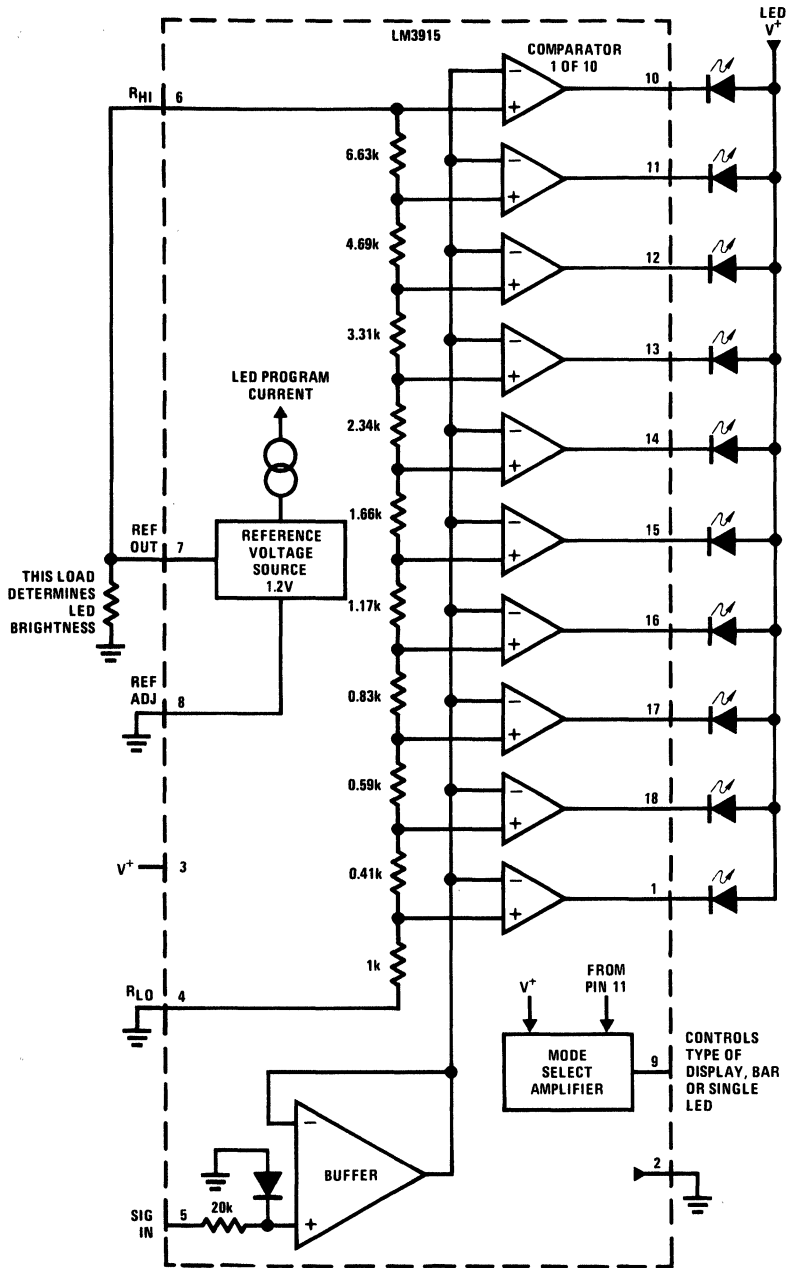 LED
V+
LM3915
COMPARATOR
1 OF 10
RHI 6
10
6.63k
11
4.69k
12
3.31k
13
LED PROGRAM
CURRENT
2.34k
14
1.66k
15
REF
OUT 7
REFERENCE
VOLTAGE
SOURCE
1.2V
THIS LOAD
DETERMINES
LED
BRIGHTNESS
1.17k
16
REF
ADJ 8
0.83k
17
0.59k
18
V+ 3
0.41k
1
1k
RLO 4
V+
FROM
PIN 11
MODE
SELECT
AMPLIFIER
9
CONTROLS
TYPE OF
DISPLAY, BAR
OR SINGLE
LED
BUFFER
2
SIG
IN 5
20k
− +
− +
− +
− +
− +
− +
− +
− +
− +
− +
− +